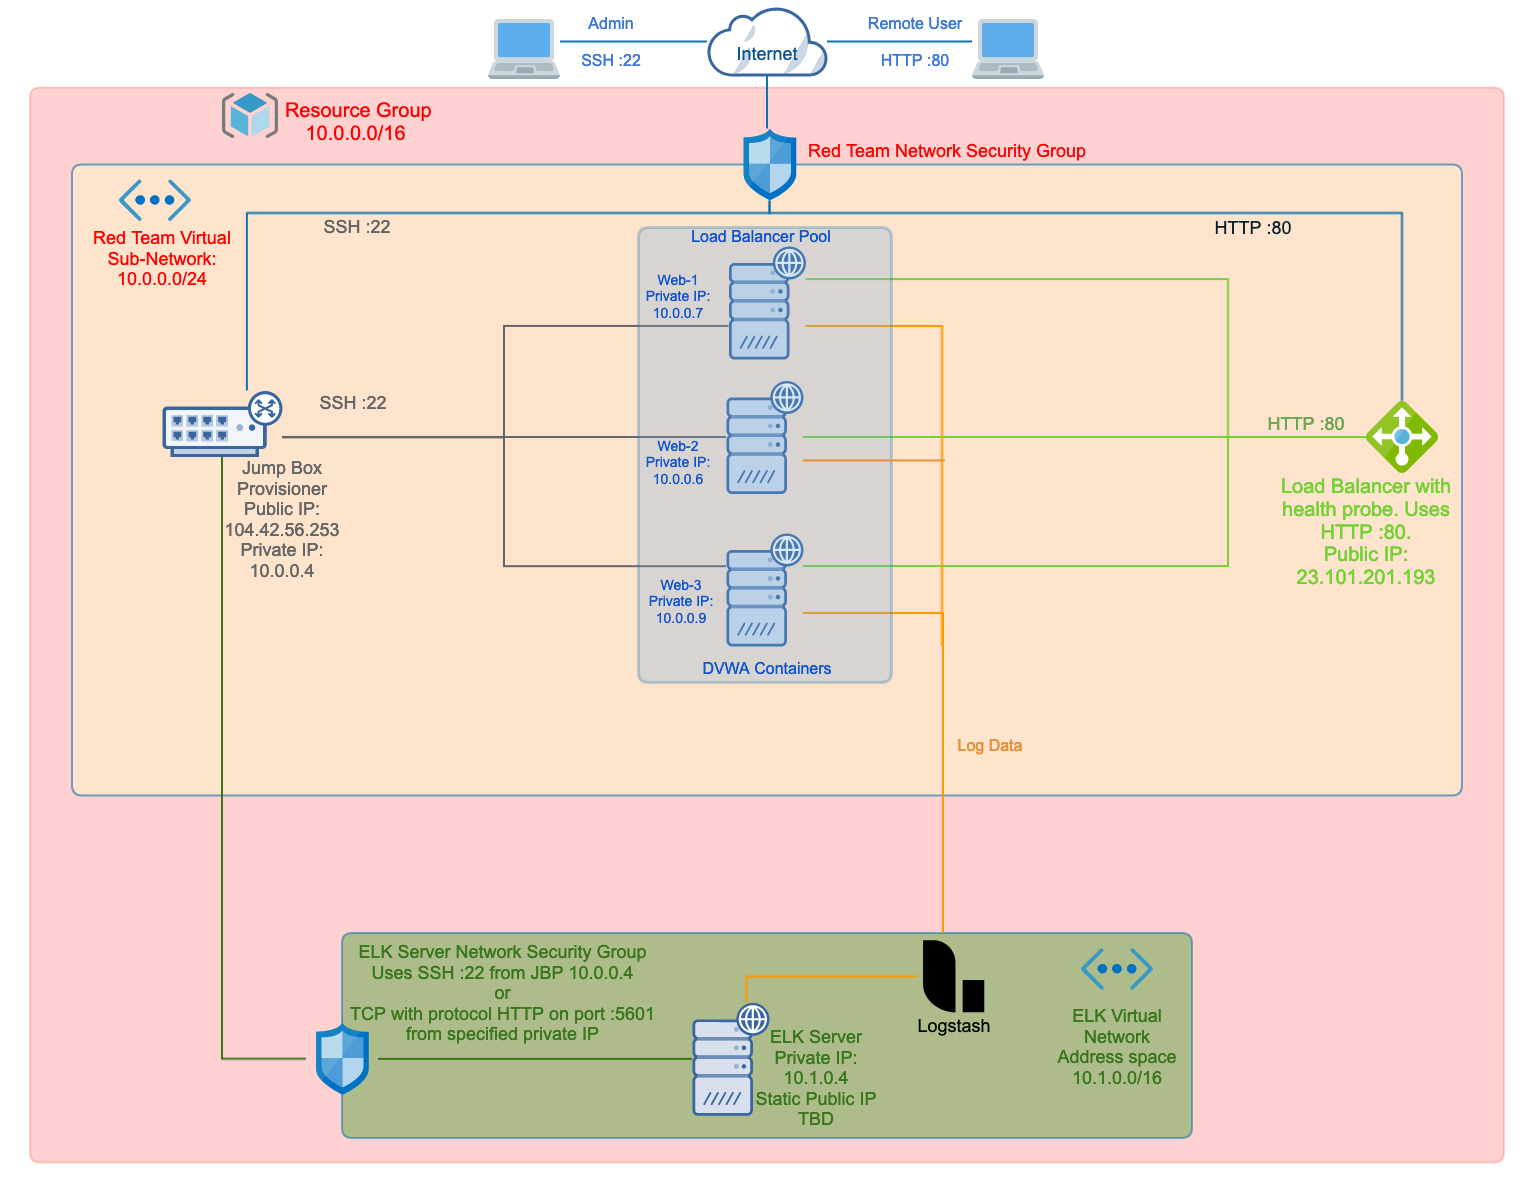 Admin
SSH :22
Internet
Remote User
HTTP :80
Resource Group
10.0.0.0/16
Red Team Network Security Group
Red Team Virtual
Sub-Network:
10.0.0.0/24
SSH :22
HTTP :80
Load Balancer Pool
Web-1
Private IP:
10.0.0.7
SSH :22
Web-2
Private IP:
10.0.0.6
HTTP :80
Jump Box
Provisioner
Public IP:
104.42.56.253
Private IP:
10.0.0.4
Load Balancer with
health probe. Uses
HTTP :80.
Public IP:
23.101.201.193
Web-3
Private IP:
10.0.0.9
DVWA Containers
Log Data
ELK Server Network Security Group
Uses SSH :22 from JBP 10.0.0.4
or
TCP with protocol HTTP on port :5601
from specified private IP
ELK Server
Private IP:
10.1.0.4
Static Public IP
TBD
Logstash
ELK Virtual
Network
Address space
10.1.0.0/16